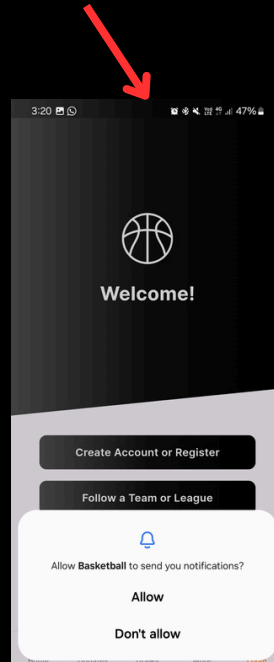 3:20 47%
Welcome!
Create Account or Register
Follow a Team or League
Allow Basketball to send you notifications?
Allow
Don't allow